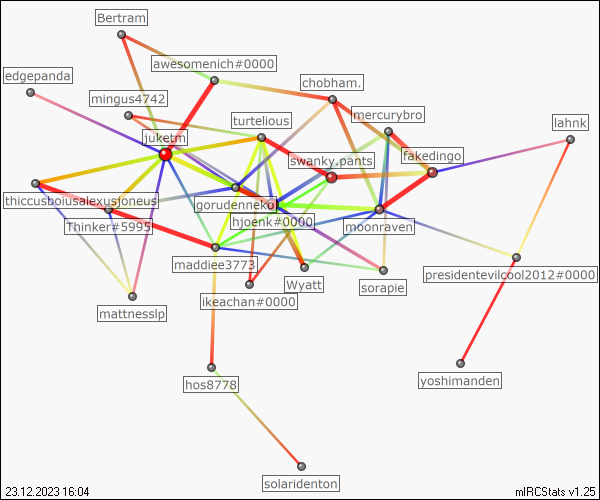 Bertram
awesomenich#0000
edgepanda
chobham.
mingus4742
mercurybro
turtelious
lahnk
juketm
swanky.pants
fakedingo
thiccusboiusalexusjoneus
gorudenneko
hjoenk#0000
Thinker#5995
moonraven
maddiee3773
presidentevilcool2012#0000
Wyatt
sorapie
ikeachan#0000
mattnesslp
yoshimanden
hos8778
solaridenton
23.12.2023 16:04
mIRCStats v1.25